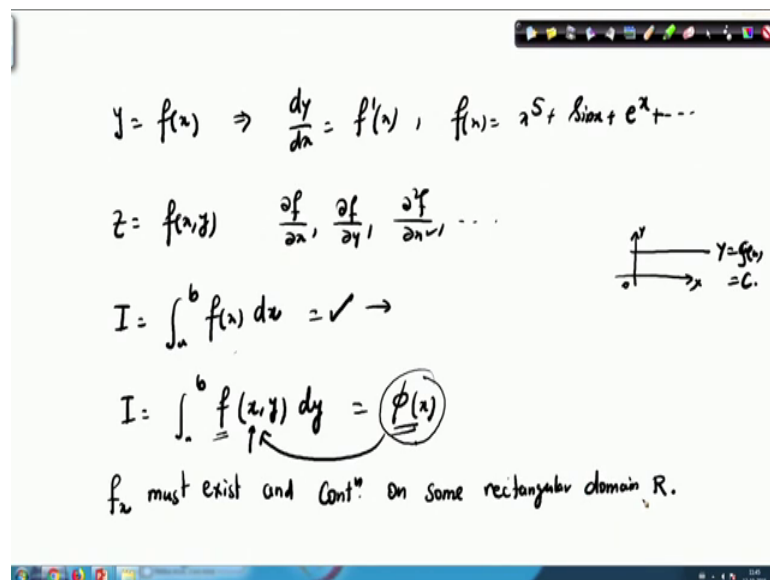 y = f(x) ⇒ dy/dx = f'(x), f(x) = x^5 + sinx + e^x + ...
z = f(x,y) ∂f/∂x, ∂f/∂y, ∂²f/∂x², ...
y
y = f(x)
o x = C.
I = ∫_a^b f(x) dx = ✓ →
I = ∫_a^b f(x,y) dy = φ(x)
f_x must exist and cont^n. on some rectangular domain R.